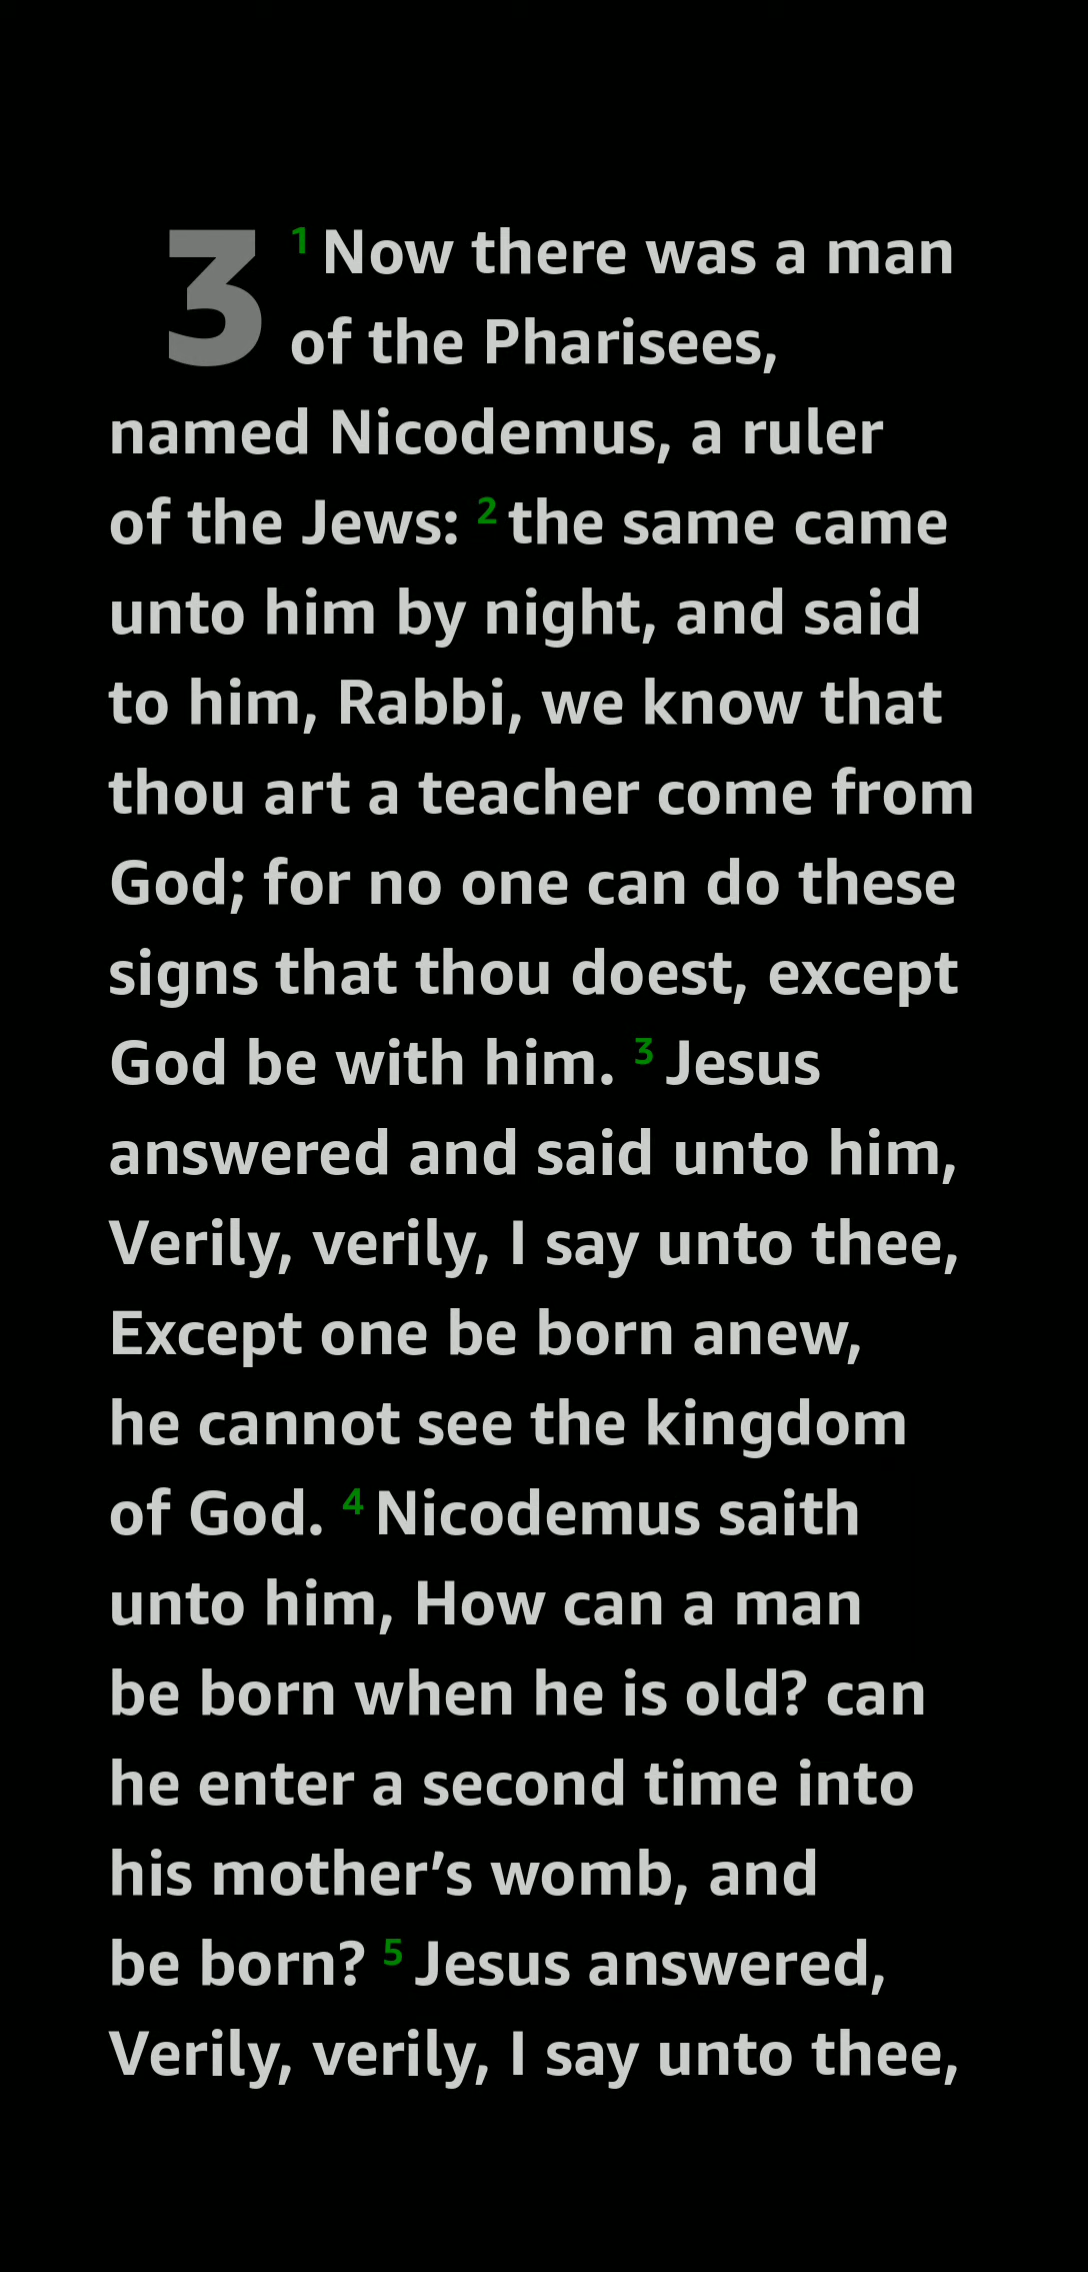 3 1 Now there was a man
of the Pharisees,
named Nicodemus, a ruler
of the Jews: 2 the same came
unto him by night, and said
to him, Rabbi, we know that
thou art a teacher come from
God; for no one can do these
signs that thou doest, except
God be with him. 3 Jesus
answered and said unto him,
Verily, verily, I say unto thee,
Except one be born anew,
he cannot see the kingdom
of God. 4 Nicodemus saith
unto him, How can a man
be born when he is old? can
he enter a second time into
his mother’s womb, and
be born? 5 Jesus answered,
Verily, verily, I say unto thee,